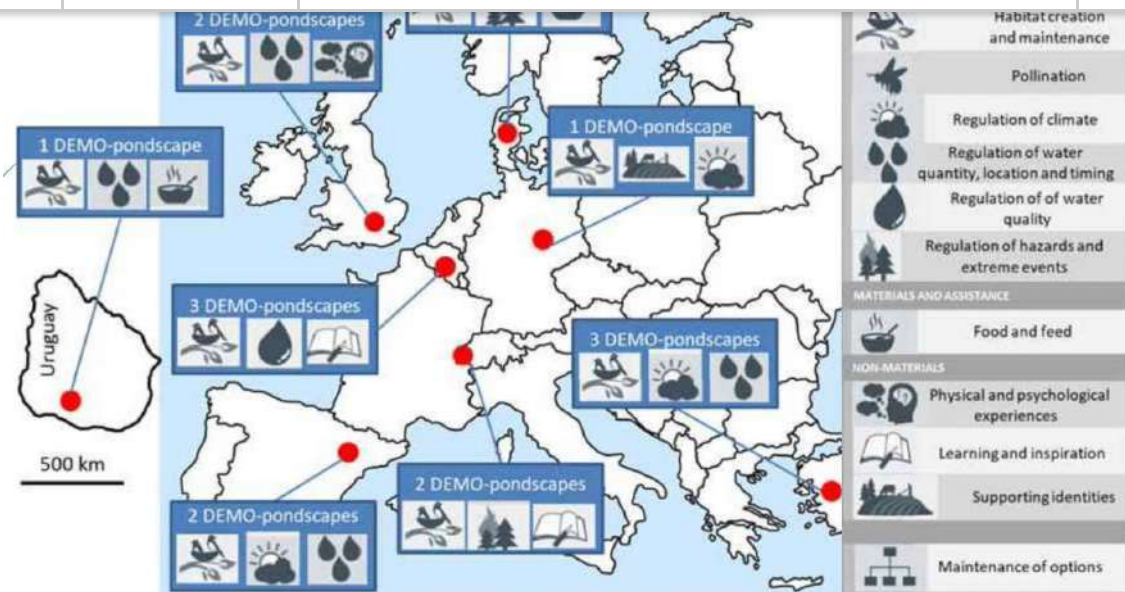 2 DEMO-pondscapes
1 DEMO-pondscape
1 DEMO-pondscape
3 DEMO-pondscapes
3 DEMO-pondscapes
Uruguay
500 km
2 DEMO-pondscapes
2 DEMO-pondscapes
Habitat creation
and maintenance
Pollination
Regulation of climate
Regulation of water
quantity, location and timing
Regulation of of water
quality
Regulation of hazards and
extreme events
MATERIALS AND ASSISTANCE
Food and feed
NON-MATERIALS
Physical and psychological
experiences
Learning and inspiration
Supporting identities
Maintenance of options